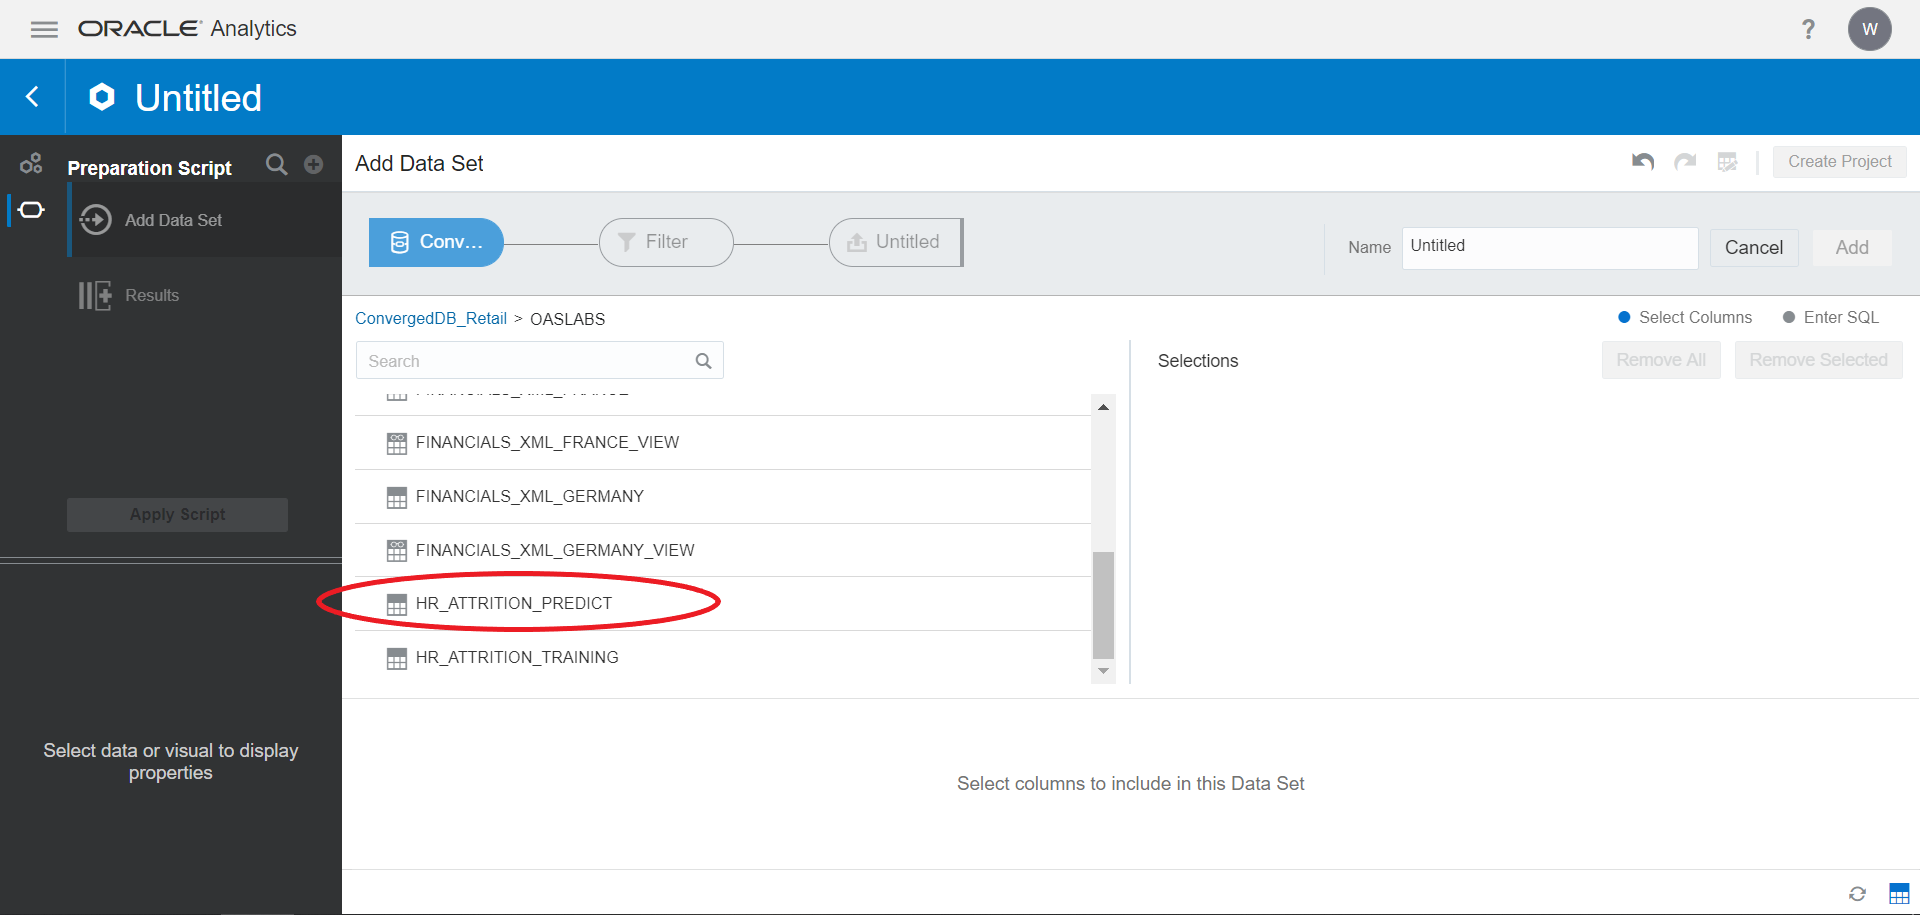 ORACLE Analytics
? W
Untitled
Preparation Script
Add Data Set
Results
Apply Script
Select data or visual to display
properties
Add Data Set
Create Project
Conv...
Filter
Untitled
Name
Untitled
Cancel
Add
ConvergedDB_Retail > OASLABS
Select Columns
Enter SQL
Search
Selections
Remove All
Remove Selected
FINANCIALS_XML_FRANCE_VIEW
FINANCIALS_XML_GERMANY
FINANCIALS_XML_GERMANY_VIEW
HR_ATTRITION_PREDICT
HR_ATTRITION_TRAINING
Select columns to include in this Data Set